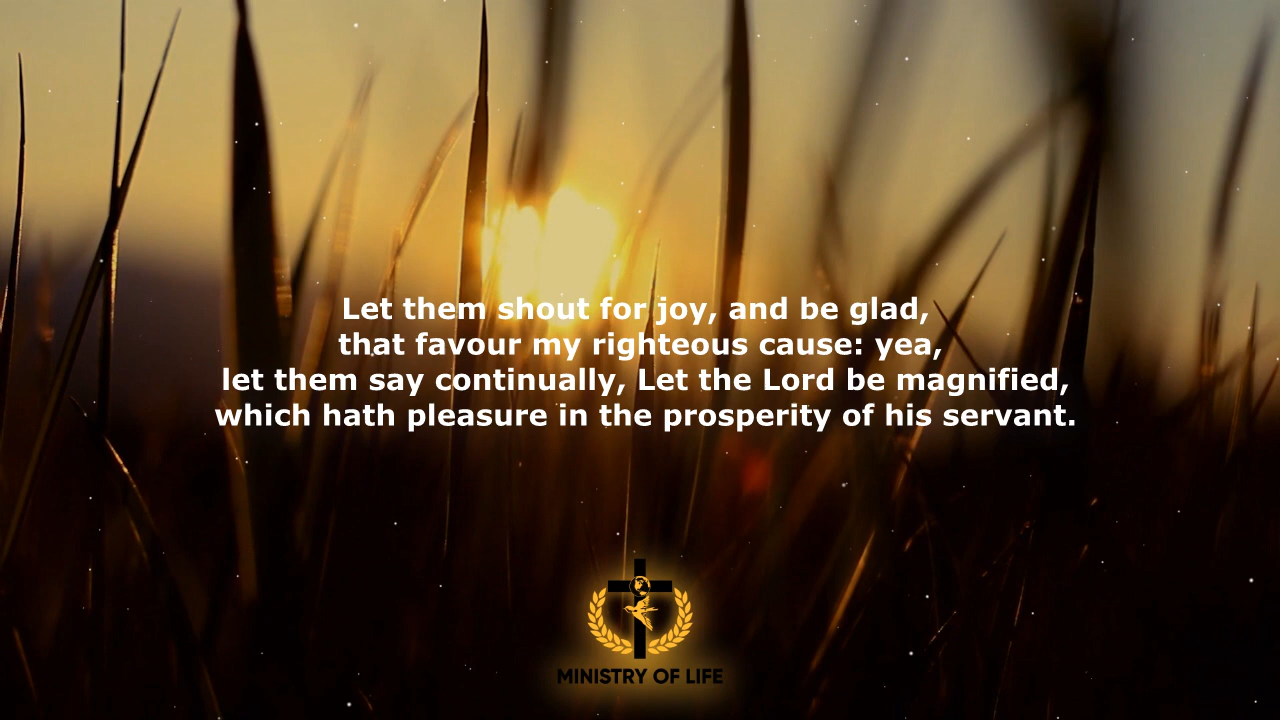 Let them shout for joy, and be glad,
that favour my righteous cause: yea,
let them say continually, Let the Lord be magnified,
which hath pleasure in the prosperity of his servant.
MINISTRY OF LIFE